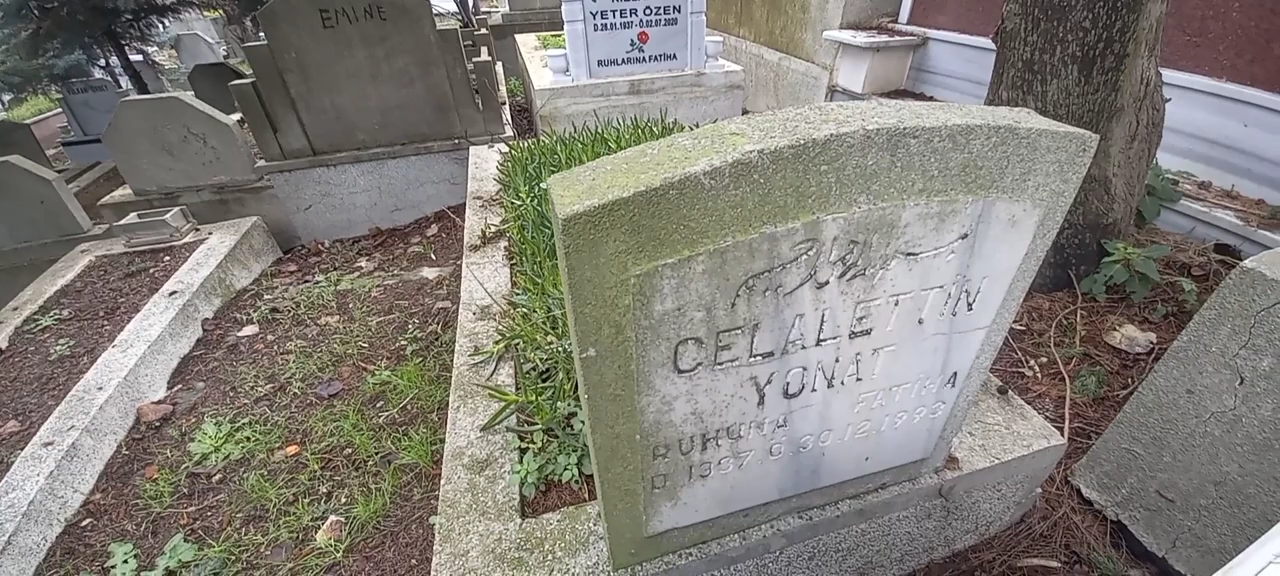 EMİNE
YETER ÖZEN
D.26.01.1937 - Ö.02.07.2020
RUHLARINA FATİHA
CELALETTİN
YONAT
RUHUNA FATİHA
D. 1337. Ö. 30.12.1993